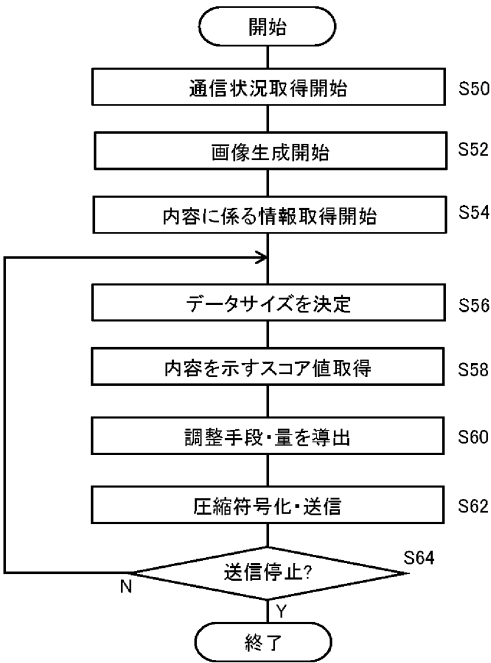 開始
通信状況取得開始 S50
画像生成開始 S52
内容に係る情報取得開始 S54
データサイズを決定 S56
内容を示すスコア値取得 S58
調整手段・量を導出 S60
圧縮符号化・送信 S62
送信停止? S64
N
Y
終了